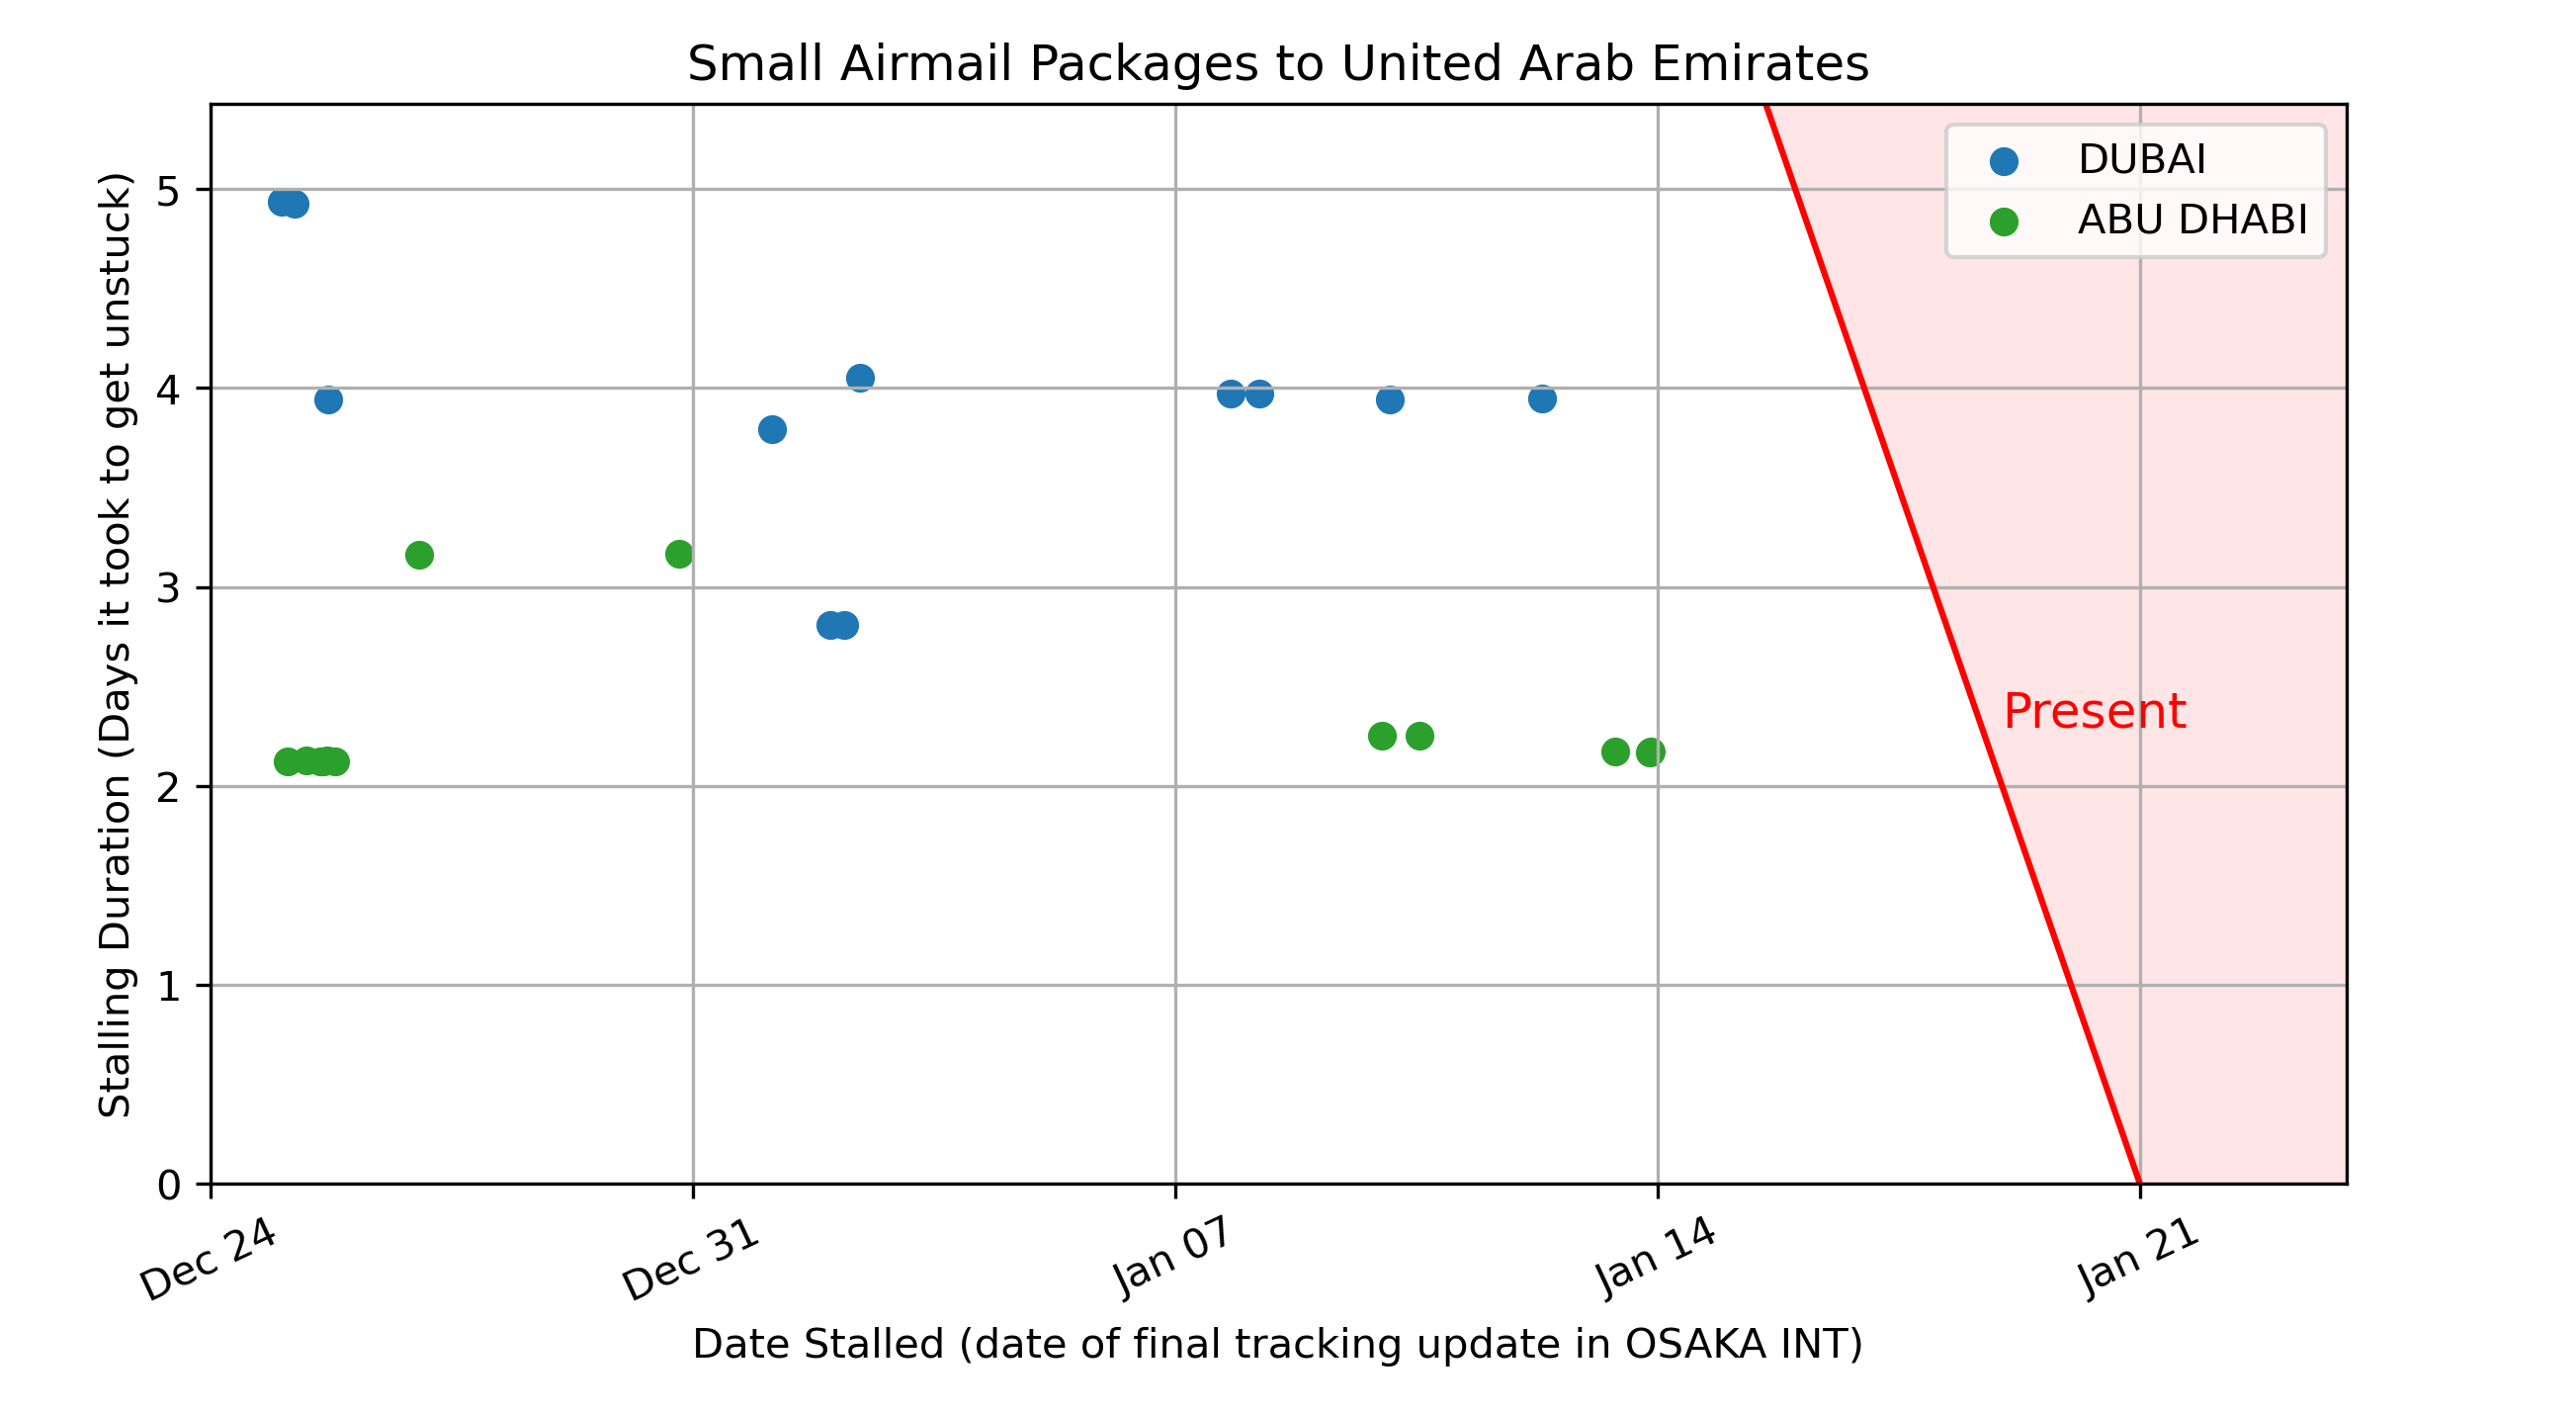 Small Airmail Packages to United Arab Emirates
Stalling Duration (Days it took to get unstuck)
5
4
3
2
1
0
DUBAI
ABU DHABI
Present
Dec 24
Dec 31
Jan 07
Jan 14
Jan 21
Date Stalled (date of final tracking update in OSAKA INT)